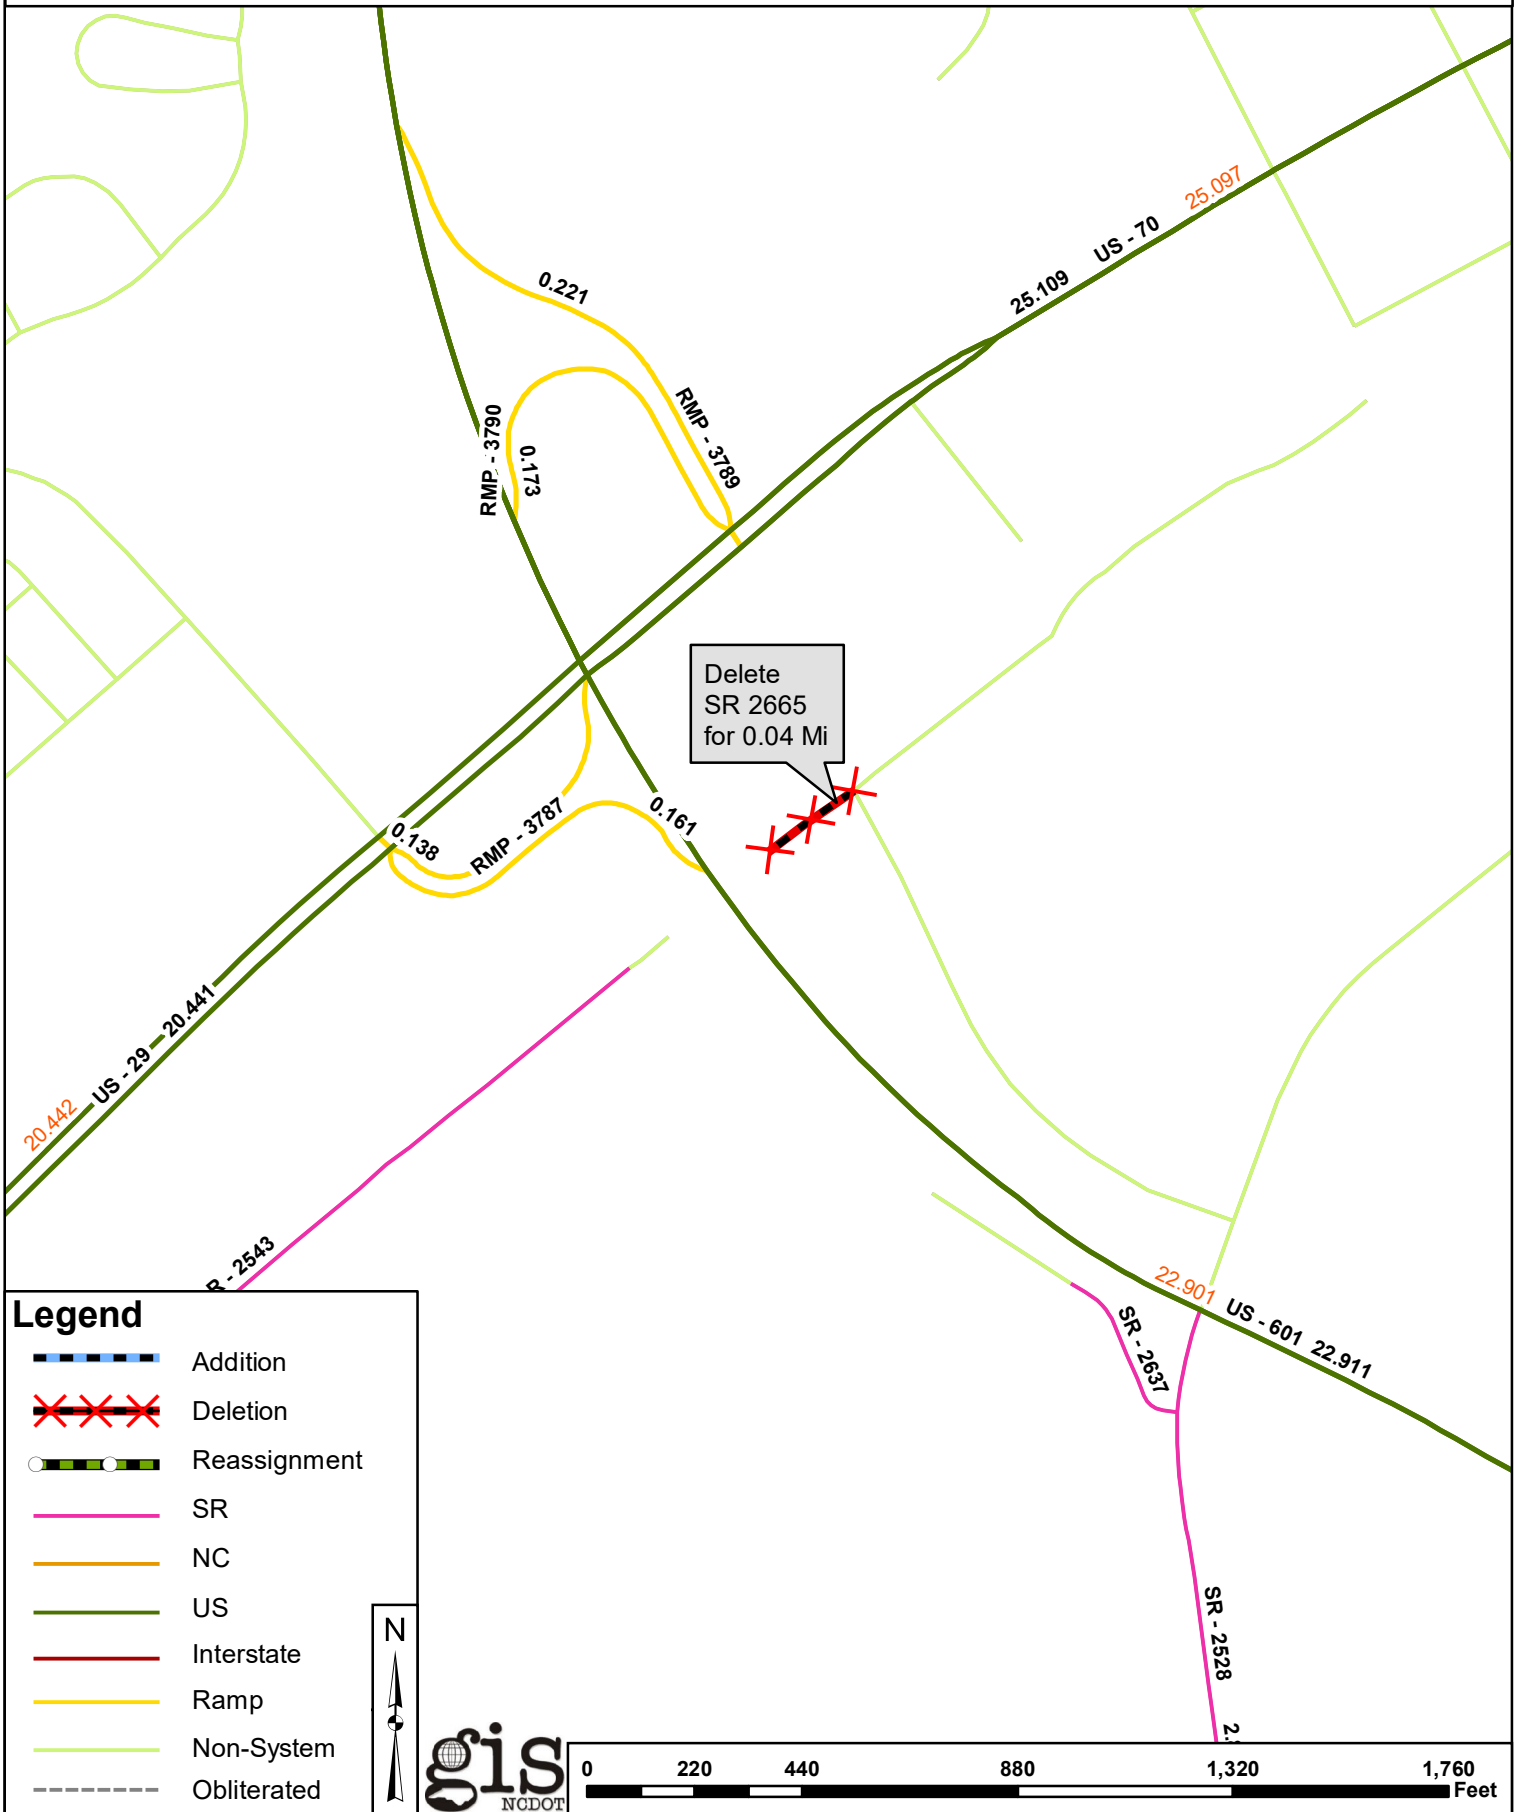 25.097
US - 70
25.109
0.221
RMP - 3789
RMP - 3790
0.173
Delete
SR 2665
for 0.04 Mi
0.161
RMP - 3787
0.138
20.441
US - 29
20.442
R - 2543
22.901
US - 601 22.911
SR - 2637
SR - 2528
Legend
Addition
Deletion
Reassignment
SR
NC
US
Interstate
Ramp
Non-System
Obliterated
N
gis
NCDOT
0 220 440 880 1,320 1,760
Feet